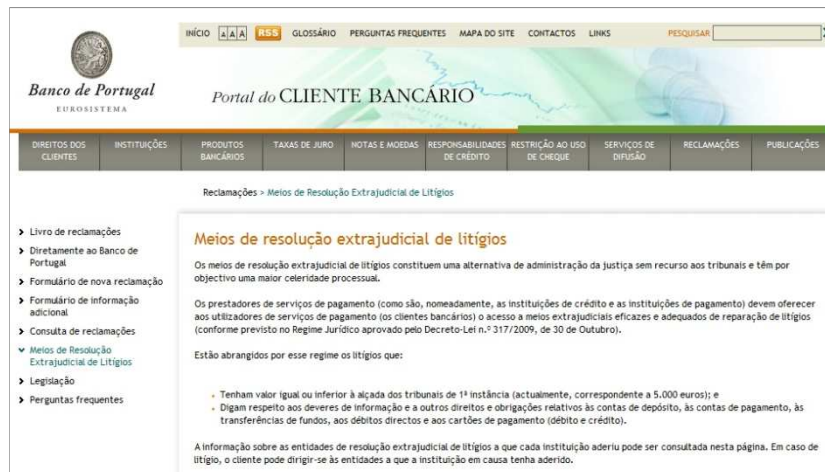 INÍCIO A A A RSS GLOSSÁRIO PERGUNTAS FREQUENTES MAPA DO SITE CONTACTOS LINKS PESQUISAR
Banco de Portugal
EUROSISTEMA
Portal do CLIENTE BANCÁRIO
DIREITOS DOS CLIENTES INSTITUIÇÕES PRODUTOS BANCÁRIOS TAXAS DE JURO NOTAS E MOEDAS RESPONSABILIDADES DE CRÉDITO RESTRIÇÃO AO USO DE CHEQUE SERVIÇOS DE DIFUSÃO RECLAMAÇÕES PUBLICAÇÕES
Reclamações > Meios de Resolução Extrajudicial de Litígios
Livro de reclamações
Diretamente ao Banco de
Portugal
Formulário de nova reclamação
Formulário de informação
adicional
Consulta de reclamações
Meios de Resolução
Extrajudicial de Litígios
Legislação
Perguntas frequentes
Meios de resolução extrajudicial de litígios
Os meios de resolução extrajudicial de litígios constituem uma alternativa de administração da justiça sem recurso aos tribunais e têm por
objectivo uma maior celeridade processual.
Os prestadores de serviços de pagamento (como são, nomeadamente, as instituições de crédito e as instituições de pagamento) devem oferecer
aos utilizadores de serviços de pagamento (os clientes bancários) o acesso a meios extrajudiciais eficazes e adequados de reparação de litígios
(conforme previsto no Regime Jurídico aprovado pelo Decreto-Lei n.º 317/2009, de 30 de Outubro).
Estão abrangidos por esse regime os litígios que:
Tenham valor igual ou inferior à alçada dos tribunais de 1ª instância (actualmente, correspondente a 5.000 euros); e
Digam respeito aos deveres de informação e a outros direitos e obrigações relativos às contas de depósito, às contas de pagamento, às
transferências de fundos, aos débitos directos e aos cartões de pagamento (débito e crédito).
A informação sobre as entidades de resolução extrajudicial de litígios a que cada instituição aderiu pode ser consultada nesta página. Em caso de
litígio, o cliente pode dirigir-se às entidades a que a instituição em causa tenha aderido.